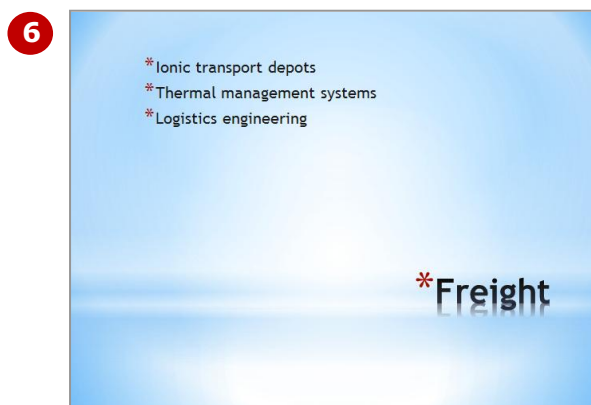 6
*Ionic transport depots
*Thermal management systems
*Logistics engineering
*Freight